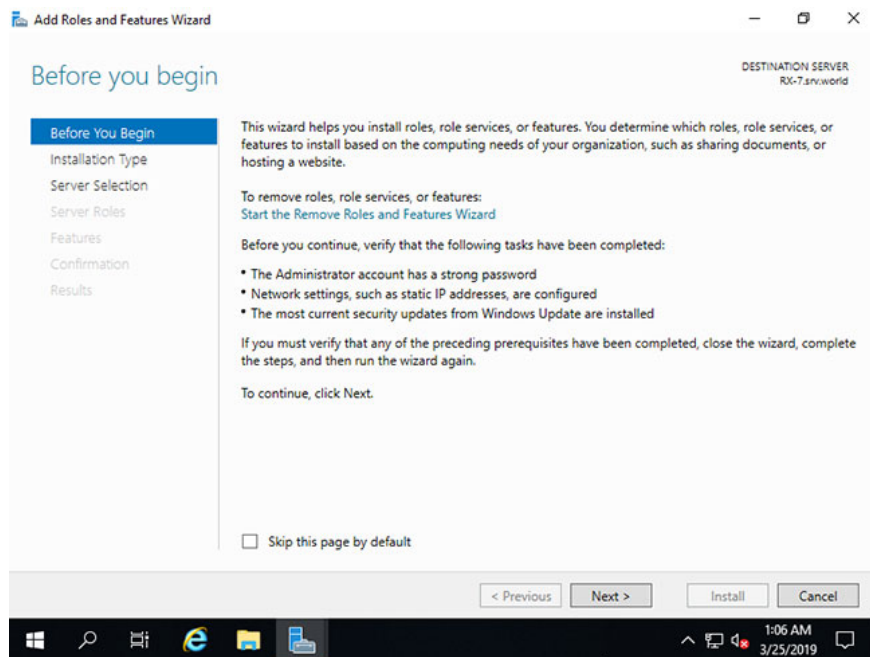 Add Roles and Features Wizard
Before you begin
DESTINATION SERVER
RX-7.srv.world
Before You Begin
Installation Type
Server Selection
Server Roles
Features
Confirmation
Results
This wizard helps you install roles, role services, or features. You determine which roles, role services, or
features to install based on the computing needs of your organization, such as sharing documents, or
hosting a website.
To remove roles, role services, or features:
Start the Remove Roles and Features Wizard
Before you continue, verify that the following tasks have been completed:
• The Administrator account has a strong password
• Network settings, such as static IP addresses, are configured
• The most current security updates from Windows Update are installed
If you must verify that any of the preceding prerequisites have been completed, close the wizard, complete
the steps, and then run the wizard again.
To continue, click Next.
Skip this page by default
< Previous
Next >
Install
Cancel
1:06 AM
3/25/2019